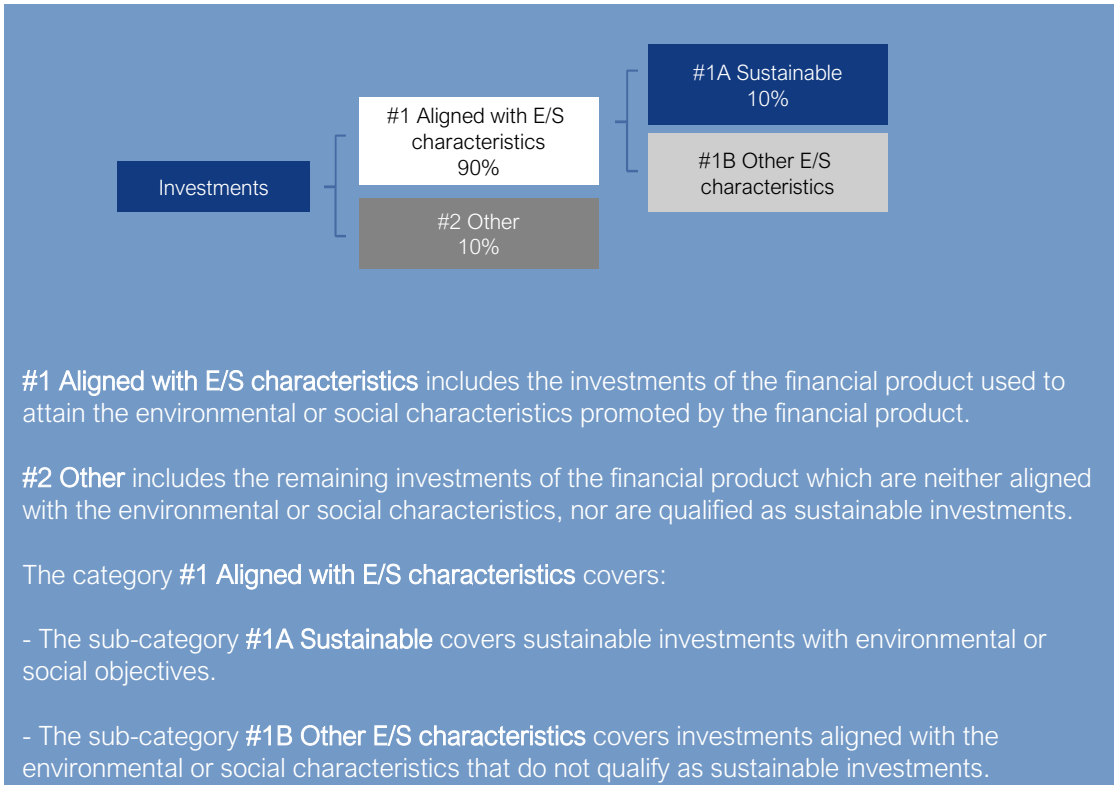 #1A Sustainable
10%
#1 Aligned with E/S
characteristics
90%
#1B Other E/S
characteristics
Investments
#2 Other
10%
#1 Aligned with E/S characteristics includes the investments of the financial product used to
attain the environmental or social characteristics promoted by the financial product.
#2 Other includes the remaining investments of the financial product which are neither aligned
with the environmental or social characteristics, nor are qualified as sustainable investments.
The category #1 Aligned with E/S characteristics covers:
- The sub-category #1A Sustainable covers sustainable investments with environmental or
social objectives.
- The sub-category #1B Other E/S characteristics covers investments aligned with the
environmental or social characteristics that do not qualify as sustainable investments.